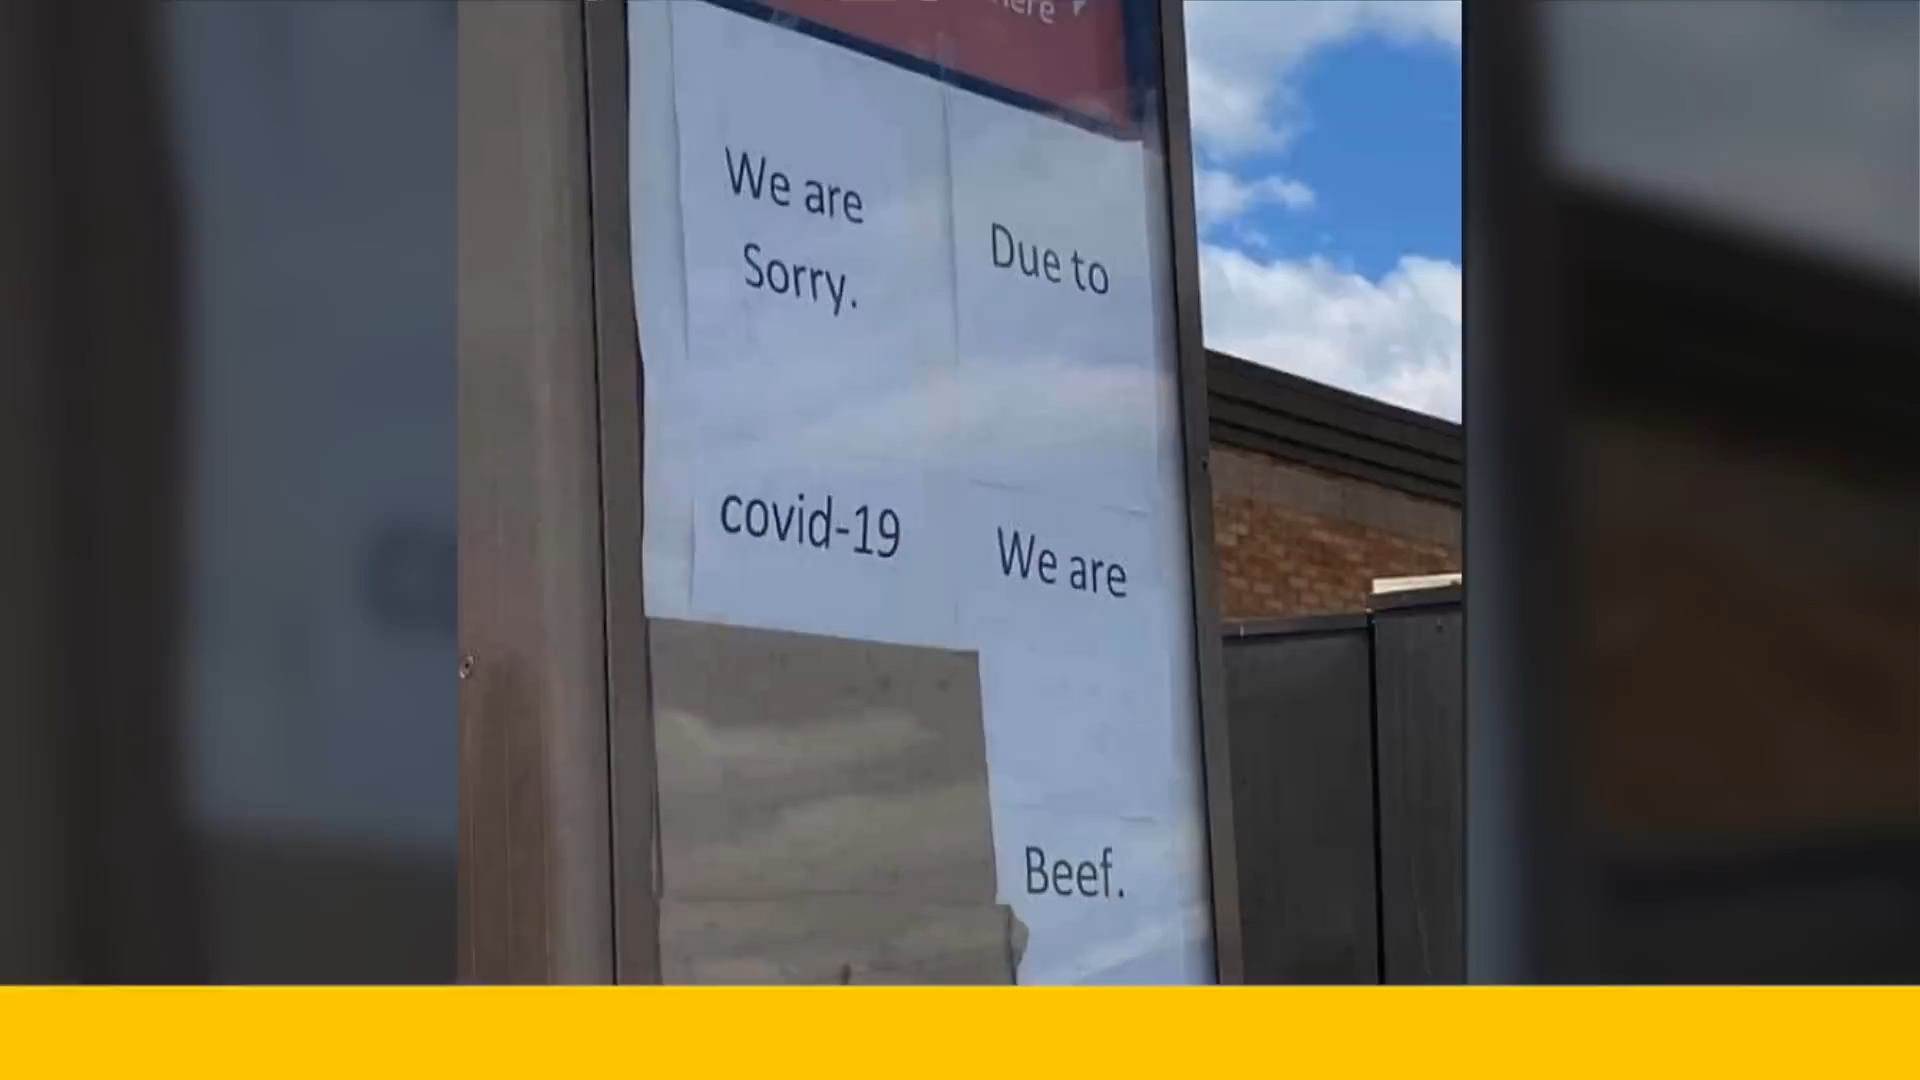 here
We are
Sorry.
Due to
covid-19
We are
Beef.